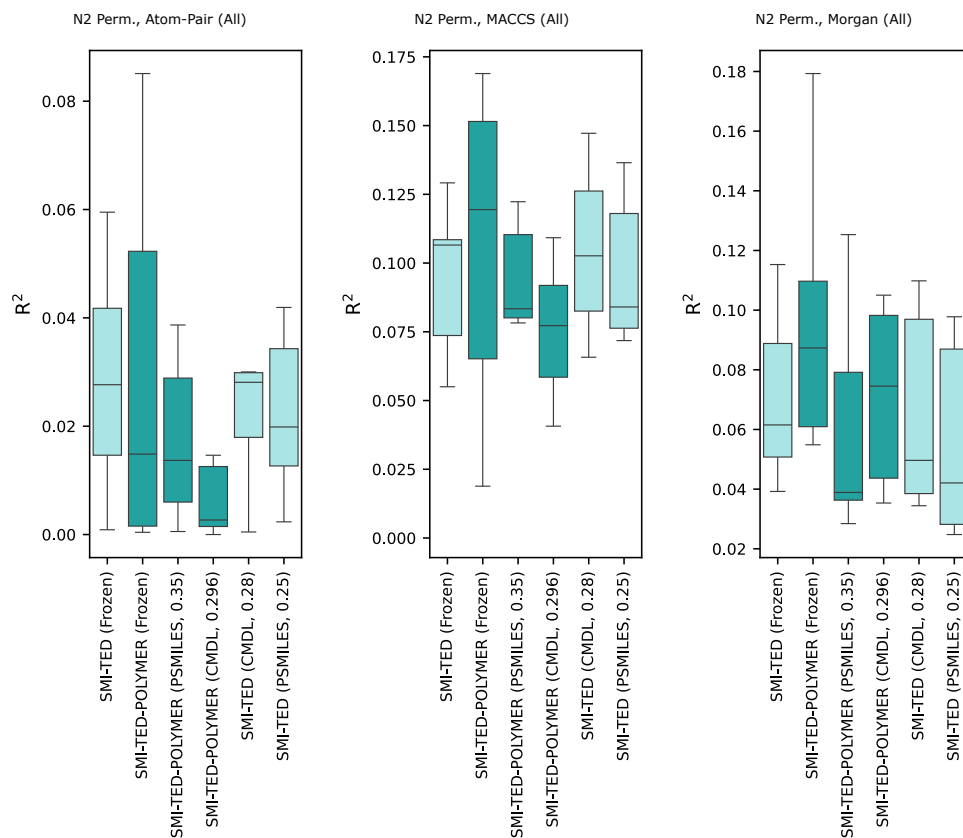 N2 Perm., Atom-Pair (All)
R²
0.08
0.06
0.04
0.02
0.00
SMI-TED (Frozen)
SMI-TED-POLYMER (Frozen)
SMI-TED-POLYMER (PSMILES, 0.35)
SMI-TED-POLYMER (CMDL, 0.296)
SMI-TED (CMDL, 0.28)
SMI-TED (PSMILES, 0.25)
N2 Perm., MACCS (All)
R²
0.175
0.150
0.125
0.100
0.075
0.050
0.025
0.000
SMI-TED (Frozen)
SMI-TED-POLYMER (Frozen)
SMI-TED-POLYMER (PSMILES, 0.35)
SMI-TED-POLYMER (CMDL, 0.296)
SMI-TED (CMDL, 0.28)
SMI-TED (PSMILES, 0.25)
N2 Perm., Morgan (All)
R²
0.18
0.16
0.14
0.12
0.10
0.08
0.06
0.04
0.02
SMI-TED (Frozen)
SMI-TED-POLYMER (Frozen)
SMI-TED-POLYMER (PSMILES, 0.35)
SMI-TED-POLYMER (CMDL, 0.296)
SMI-TED (CMDL, 0.28)
SMI-TED (PSMILES, 0.25)